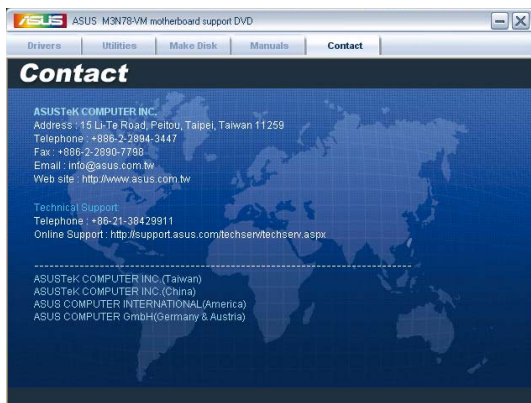 ASUS M3N78-VM motherboard support DVD
Drivers Utilities Make Disk Manuals Contact
Contact
ASUSTeK COMPUTER INC.
Address : 15 Li-Te Road, Peitou, Taipei, Taiwan 11259
Telephone : +886-2-2894-3447
Fax : +886-2-2890-7798
Email : info@asus.com.tw
Web site : http://www.asus.com.tw
Technical Support
Telephone : +86-21-38429911
Online Support : http://support.asus.com/techserv/techserv.aspx
ASUSTeK COMPUTER INC.(Taiwan)
ASUSTeK COMPUTER INC.(China)
ASUS COMPUTER INTERNATIONAL(America)
ASUS COMPUTER GmbH(Germany & Austria)